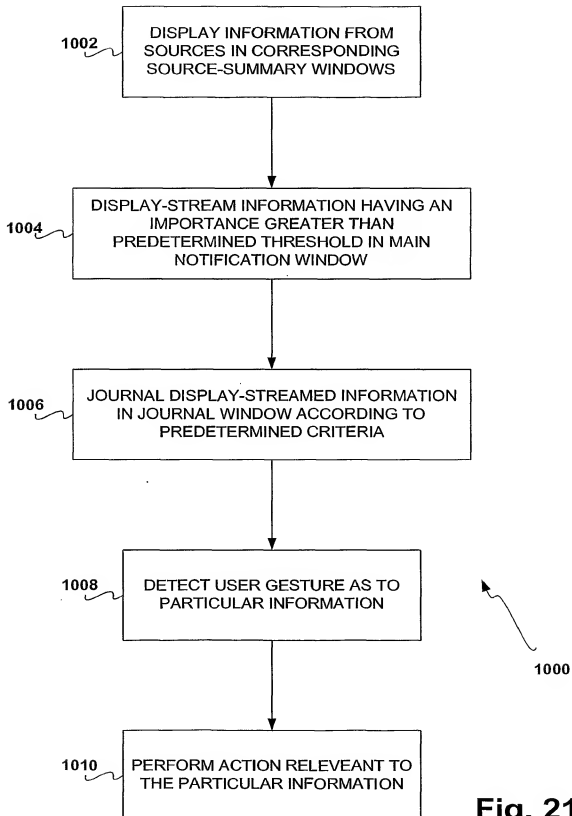 1002
DISPLAY INFORMATION FROM
SOURCES IN CORRESPONDING
SOURCE-SUMMARY WINDOWS
1004
DISPLAY-STREAM INFORMATION HAVING AN
IMPORTANCE GREATER THAN
PREDETERMINED THRESHOLD IN MAIN
NOTIFICATION WINDOW
1006
JOURNAL DISPLAY-STREAMED INFORMATION
IN JOURNAL WINDOW ACCORDING TO
PREDETERMINED CRITERIA
1008
DETECT USER GESTURE AS TO
PARTICULAR INFORMATION
1000
1010
PERFORM ACTION RELEVEANT TO
THE PARTICULAR INFORMATION
Fig. 21